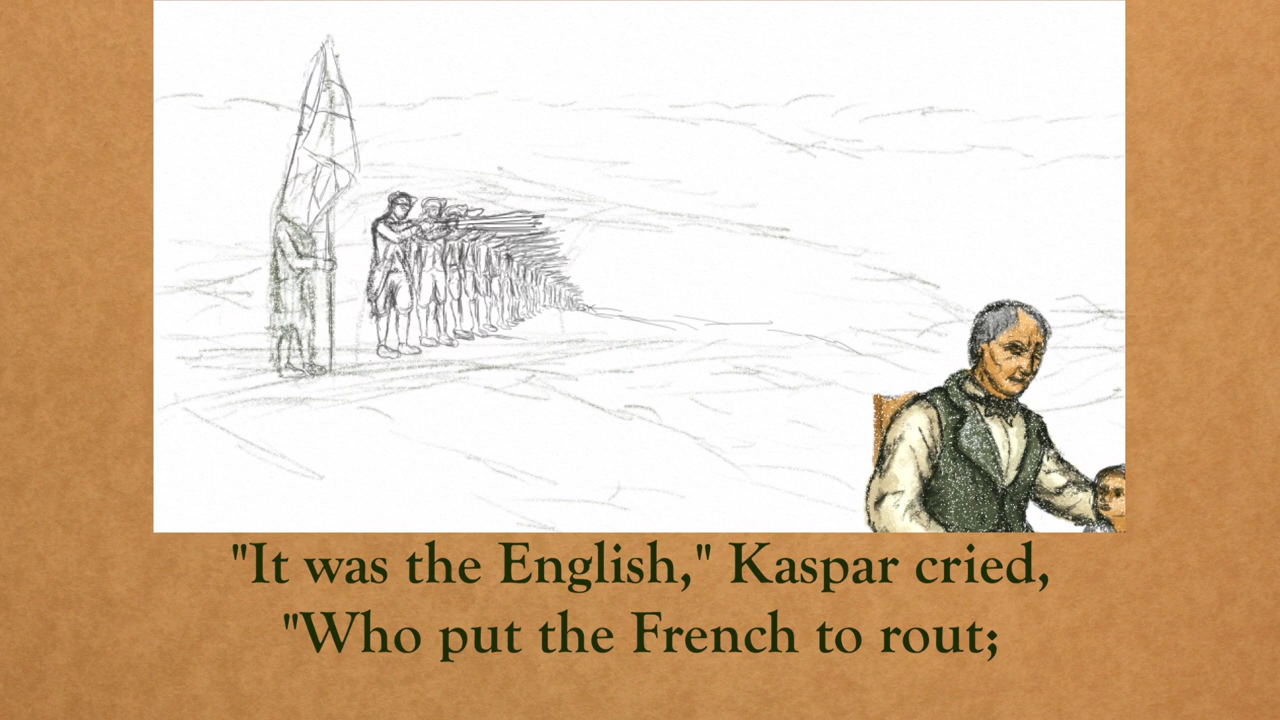 "It was the English," Kaspar cried,
"Who put the French to rout;